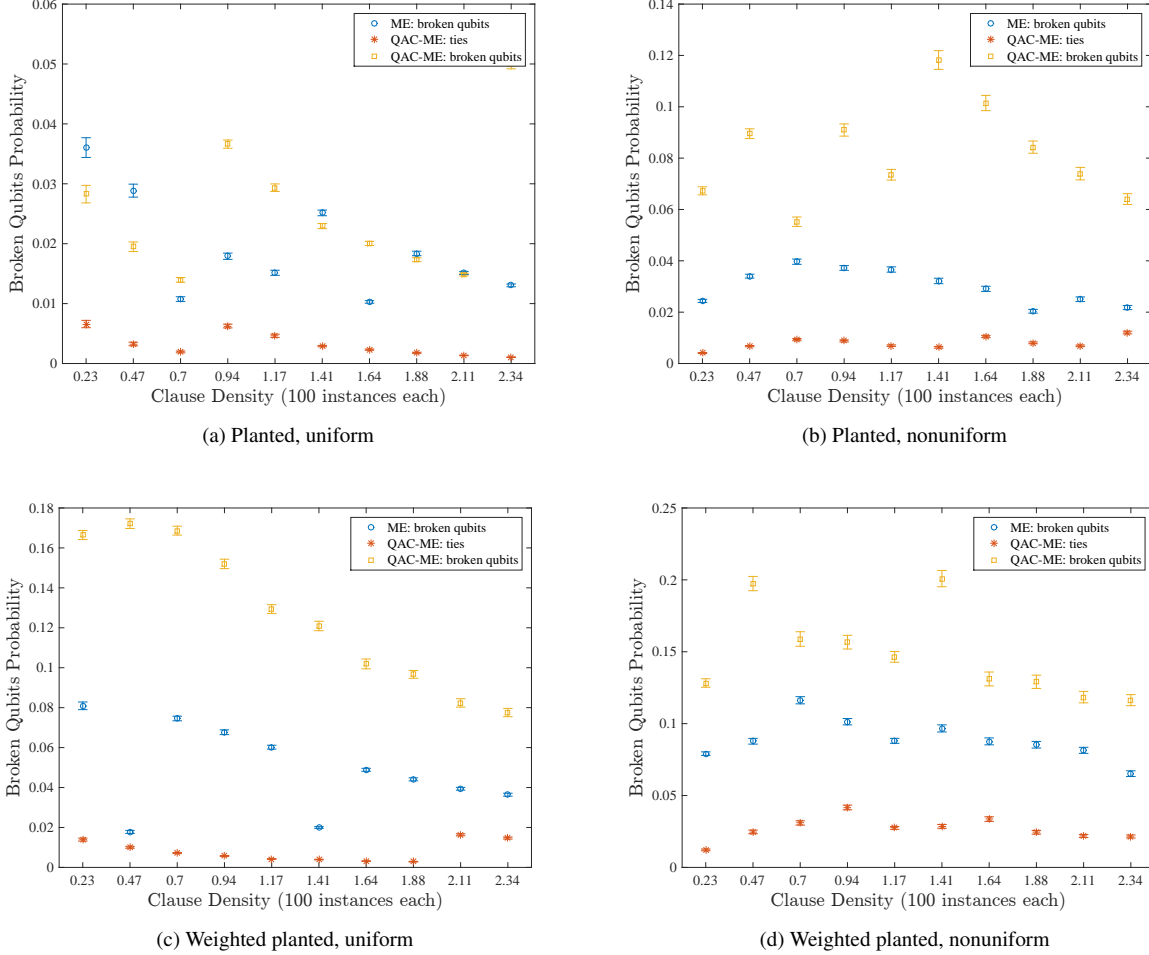 0.06
0.05
0.04
0.03
0.02
0.01
0
Broken Qubits Probability
ME: broken qubits
QAC-ME: ties
QAC-ME: broken qubits
0.23 0.47 0.7 0.94 1.17 1.41 1.64 1.88 2.11 2.34
Clause Density (100 instances each)
(a) Planted, uniform
0.14
0.12
0.1
0.08
0.06
0.04
0.02
0
Broken Qubits Probability
ME: broken qubits
QAC-ME: ties
QAC-ME: broken qubits
0.23 0.47 0.7 0.94 1.17 1.41 1.64 1.88 2.11 2.34
Clause Density (100 instances each)
(b) Planted, nonuniform
0.18
0.16
0.14
0.12
0.1
0.08
0.06
0.04
0.02
0
Broken Qubits Probability
ME: broken qubits
QAC-ME: ties
QAC-ME: broken qubits
0.23 0.47 0.7 0.94 1.17 1.41 1.64 1.88 2.11 2.34
Clause Density (100 instances each)
(c) Weighted planted, uniform
0.25
0.2
0.15
0.1
0.05
0
Broken Qubits Probability
ME: broken qubits
QAC-ME: ties
QAC-ME: broken qubits
0.23 0.47 0.7 0.94 1.17 1.41 1.64 1.88 2.11 2.34
Clause Density (100 instances each)
(d) Weighted planted, nonuniform